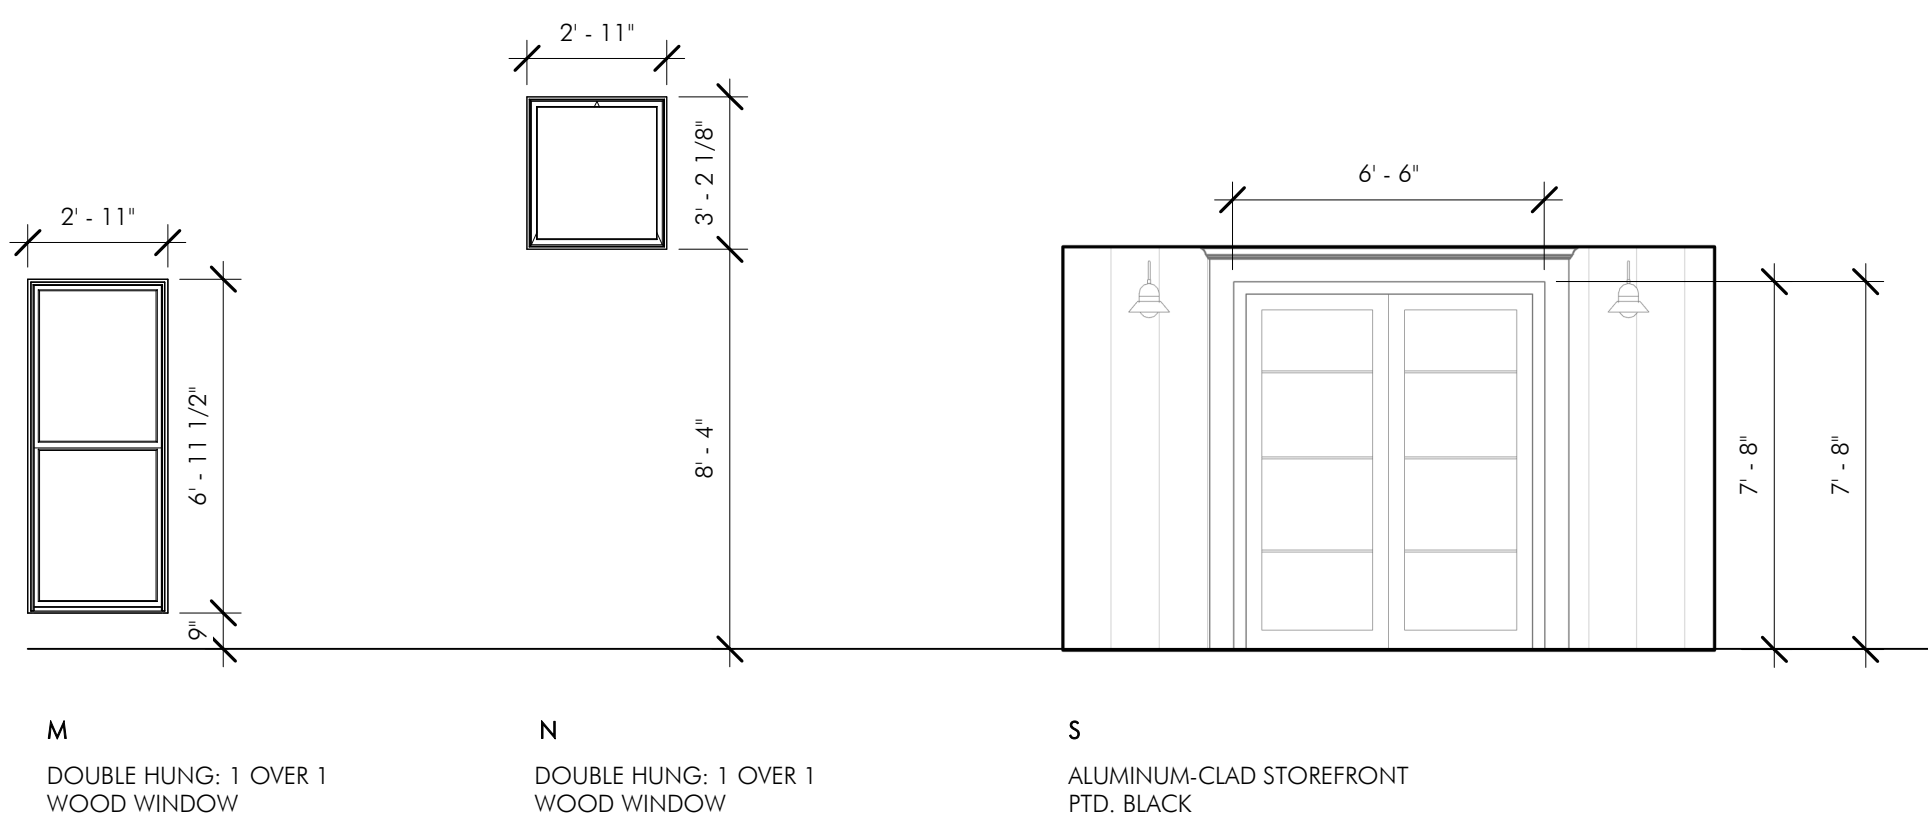 2' - 11"
2' - 11"
3' - 2 1/8"
6' - 6"
6' - 11 1/2"
8' - 4"
7' - 8"
7' - 8"
9"
M
DOUBLE HUNG: 1 OVER 1
WOOD WINDOW
N
DOUBLE HUNG: 1 OVER 1
WOOD WINDOW
S
ALUMINUM-CLAD STOREFRONT
PTD. BLACK